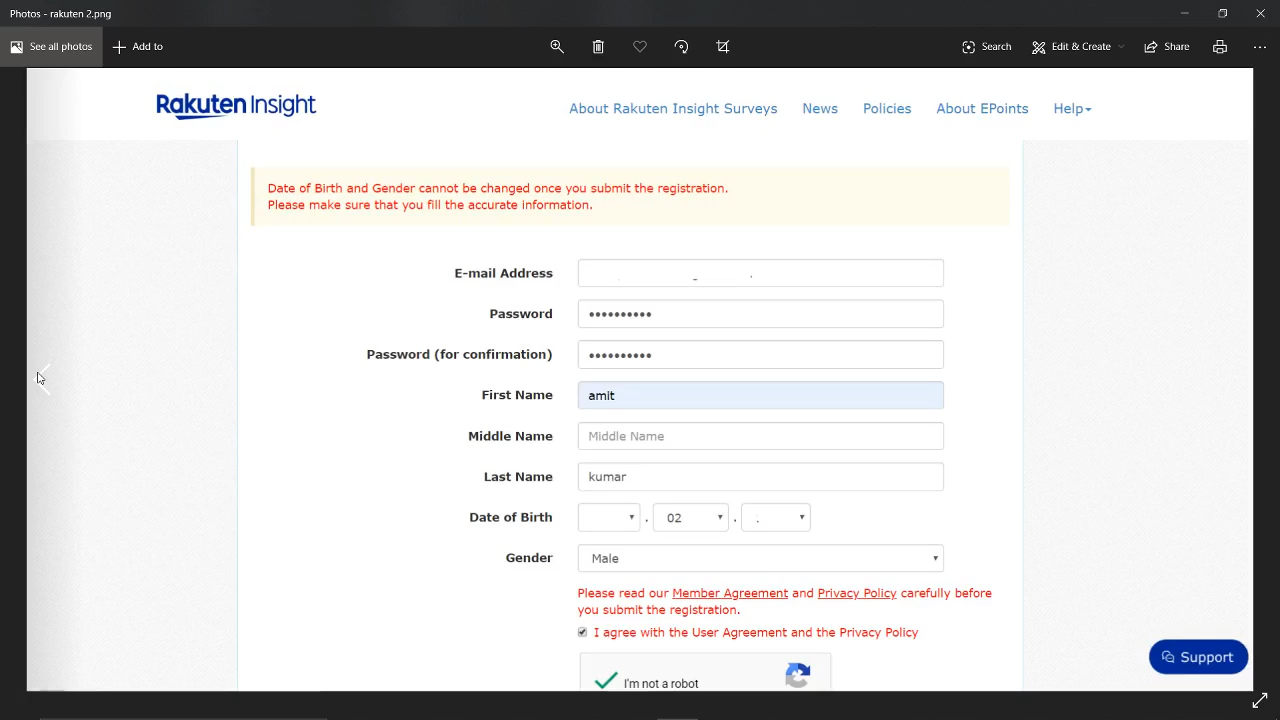 Photos - rakuten 2.png
See all photos
Add to
Search
Edit & Create
Share
Rakuten Insight
About Rakuten Insight Surveys
News
Policies
About EPoints
Help
Date of Birth and Gender cannot be changed once you submit the registration.
Please make sure that you fill the accurate information.
E-mail Address
Password ••••••••••
Password (for confirmation) ••••••••••
First Name amit
Middle Name Middle Name
Last Name kumar
Date of Birth . 02 .
Gender Male
Please read our Member Agreement and Privacy Policy carefully before
you submit the registration.
I agree with the User Agreement and the Privacy Policy
I'm not a robot
Support